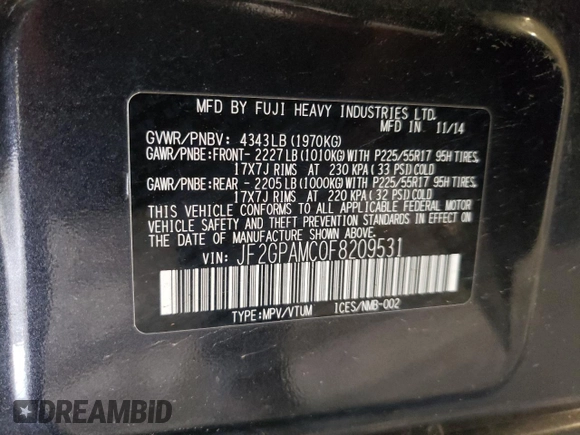 MFD BY FUJI HEAVY INDUSTRIES LTD.
MFD IN 11/14
GVWR/PNBV: 4343LB (1970KG)
GAWR/PNBE:FRONT- 2227LB (1010KG) WITH P225/55R17 95H TIRES,
17X7J RIMS AT 230 KPA ( 33 PSI) COLD
GAWR/PNBE:REAR - 2205LB (1000KG) WITH P225/55R17 95H TIRES,
17X7J RIMS AT 220 KPA ( 32 PSI) COLD
THIS VEHICLE CONFORMS TO ALL APPLICABLE FEDERAL MOTOR
VEHICLE SAFETY AND THEFT PREVENTION STANDARDS IN EFFECT ON
THE DATE OF MANUFACTURE SHOWN ABOVE.
VIN: JF2GPAMC0F8209531
TYPE:MPV/VTUM ICES/NMB-002
DREAMBID